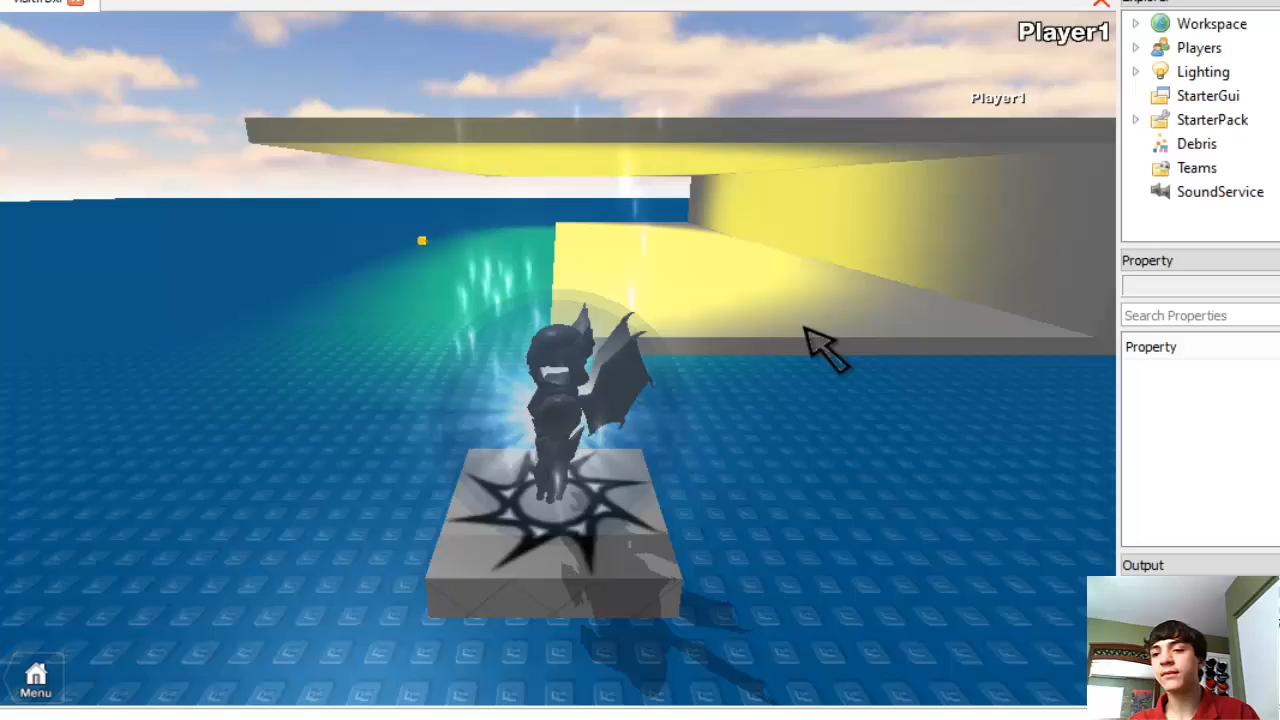 Player1
Player1
Workspace
Players
Lighting
StarterGui
StarterPack
Debris
Teams
SoundService
Property
Search Properties
Property
Output
Menu